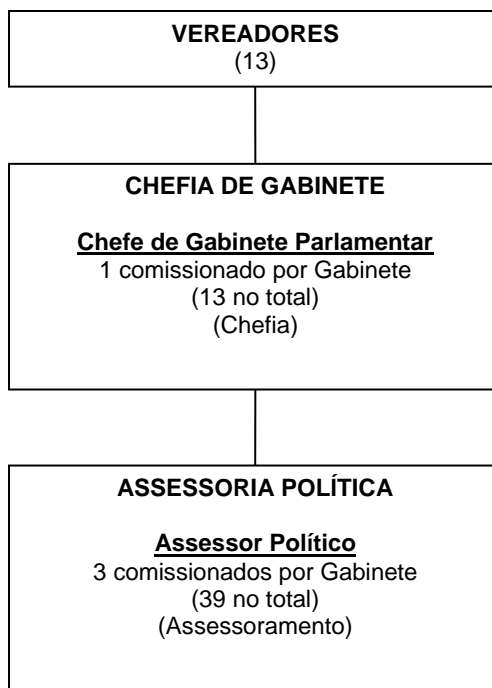 VEREADORES
(13)
CHEFIA DE GABINETE
Chefe de Gabinete Parlamentar
1 comissionado por Gabinete
(13 no total)
(Chefia)
ASSESSORIA POLÍTICA
Assessor Político
3 comissionados por Gabinete
(39 no total)
(Assessoramento)